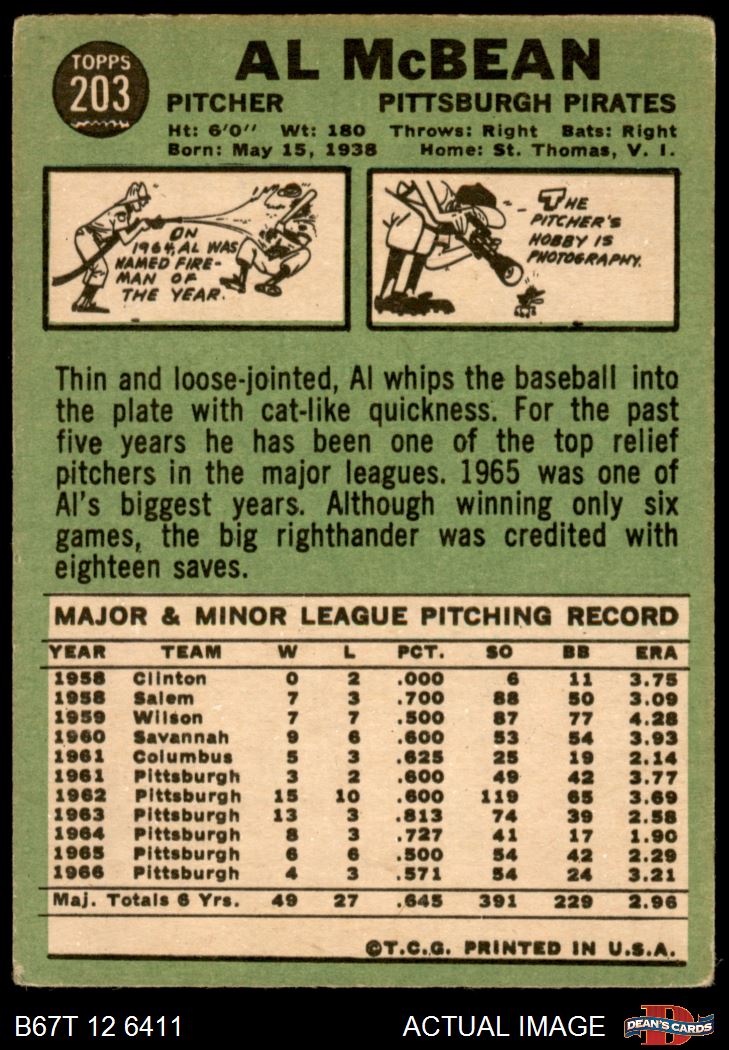 TOPPS
203
AL McBEAN
PITCHER PITTSBURGH PIRATES
Ht: 6'0" Wt: 180 Throws: Right Bats: Right
Born: May 15, 1938 Home: St. Thomas, V. I.
ON
1964, AL WAS
NAMED FIRE-
MAN OF
THE YEAR.
THE
PITCHER'S
HOBBY IS
PHOTOGRAPHY.
Thin and loose-jointed, Al whips the baseball into
the plate with cat-like quickness. For the past
five years he has been one of the top relief
pitchers in the major leagues. 1965 was one of
Al's biggest years. Although winning only six
games, the big righthander was credited with
eighteen saves.
MAJOR & MINOR LEAGUE PITCHING RECORD
YEAR TEAM W L PCT. SO BB ERA
1958 Clinton 0 2 .000 6 11 3.75
1958 Salem 7 3 .700 88 50 3.09
1959 Wilson 7 7 .500 87 77 4.28
1960 Savannah 9 6 .600 53 54 3.93
1961 Columbus 5 3 .625 25 19 2.14
1961 Pittsburgh 3 2 .600 49 42 3.77
1962 Pittsburgh 15 10 .600 119 65 3.69
1963 Pittsburgh 13 3 .813 74 39 2.58
1964 Pittsburgh 8 3 .727 41 17 1.90
1965 Pittsburgh 6 6 .500 54 42 2.29
1966 Pittsburgh 4 3 .571 54 24 3.21
Maj. Totals 6 Yrs. 49 27 .645 391 229 2.96
©T.C.G. PRINTED IN U.S.A.
B67T 12 6411 ACTUAL IMAGE
D
DEAN'S CARDS